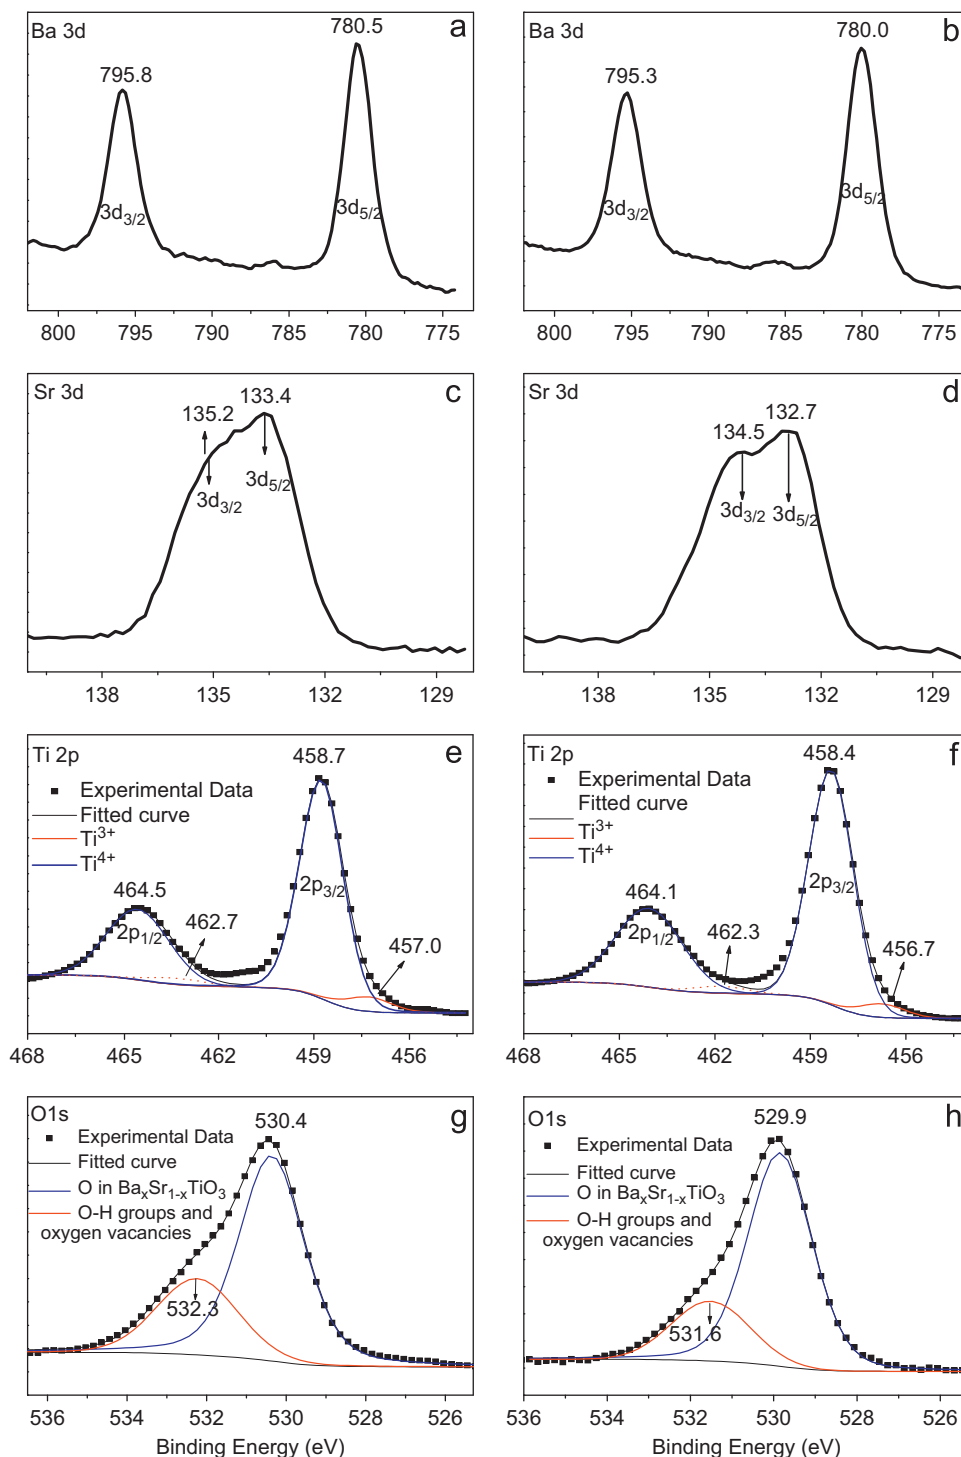 Ba 3d
a
780.5
795.8
3d3/2
3d5/2
800 795 790 785 780 775
Ba 3d
b
780.0
795.3
3d3/2
3d5/2
800 795 790 785 780 775
Sr 3d
c
133.4
135.2
3d5/2
3d3/2
138 135 132 129
Sr 3d
d
132.7
134.5
3d3/2
3d5/2
138 135 132 129
Ti 2p
e
458.7
Experimental Data
Fitted curve
Ti3+
Ti4+
464.5
2p3/2
462.7
2p1/2
457.0
468 465 462 459 456
Ti 2p
f
458.4
Experimental Data
Fitted curve
Ti3+
Ti4+
464.1
2p3/2
462.3
2p1/2
456.7
468 465 462 459 456
O1s
g
530.4
Experimental Data
Fitted curve
O in BaxSr1-xTiO3
O-H groups and
oxygen vacancies
532.3
536 534 532 530 528 526
Binding Energy (eV)
O1s
h
529.9
Experimental Data
Fitted curve
O in BaxSr1-xTiO3
O-H groups and
oxygen vacancies
531.6
536 534 532 530 528 526
Binding Energy (eV)